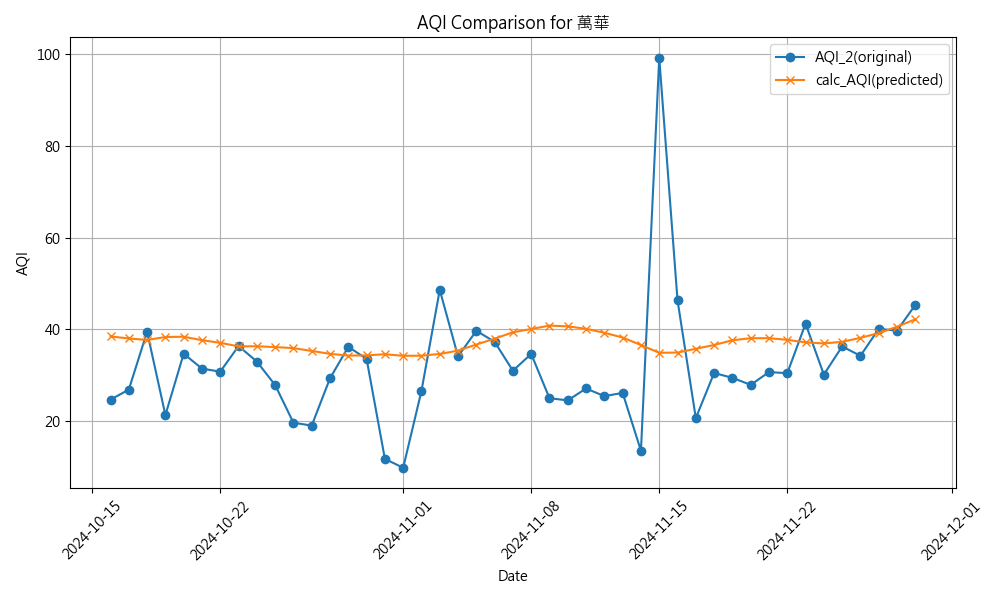 AQI Comparison for 萬華
AQI_2(original)
calc_AQI(predicted)
100
80
60
40
20
AQI
2024-10-15
2024-10-22
2024-11-01
2024-11-08
2024-11-15
2024-11-22
2024-12-01
Date